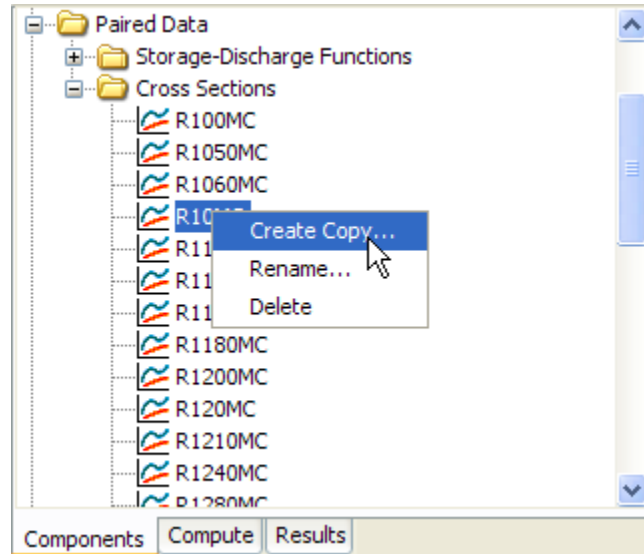 Paired Data
Storage-Discharge Functions
Cross Sections
R100MC
R1050MC
R1060MC
Create Copy...
Rename...
Delete
R1180MC
R1200MC
R120MC
R1210MC
R1240MC
R1280MC
Components Compute Results